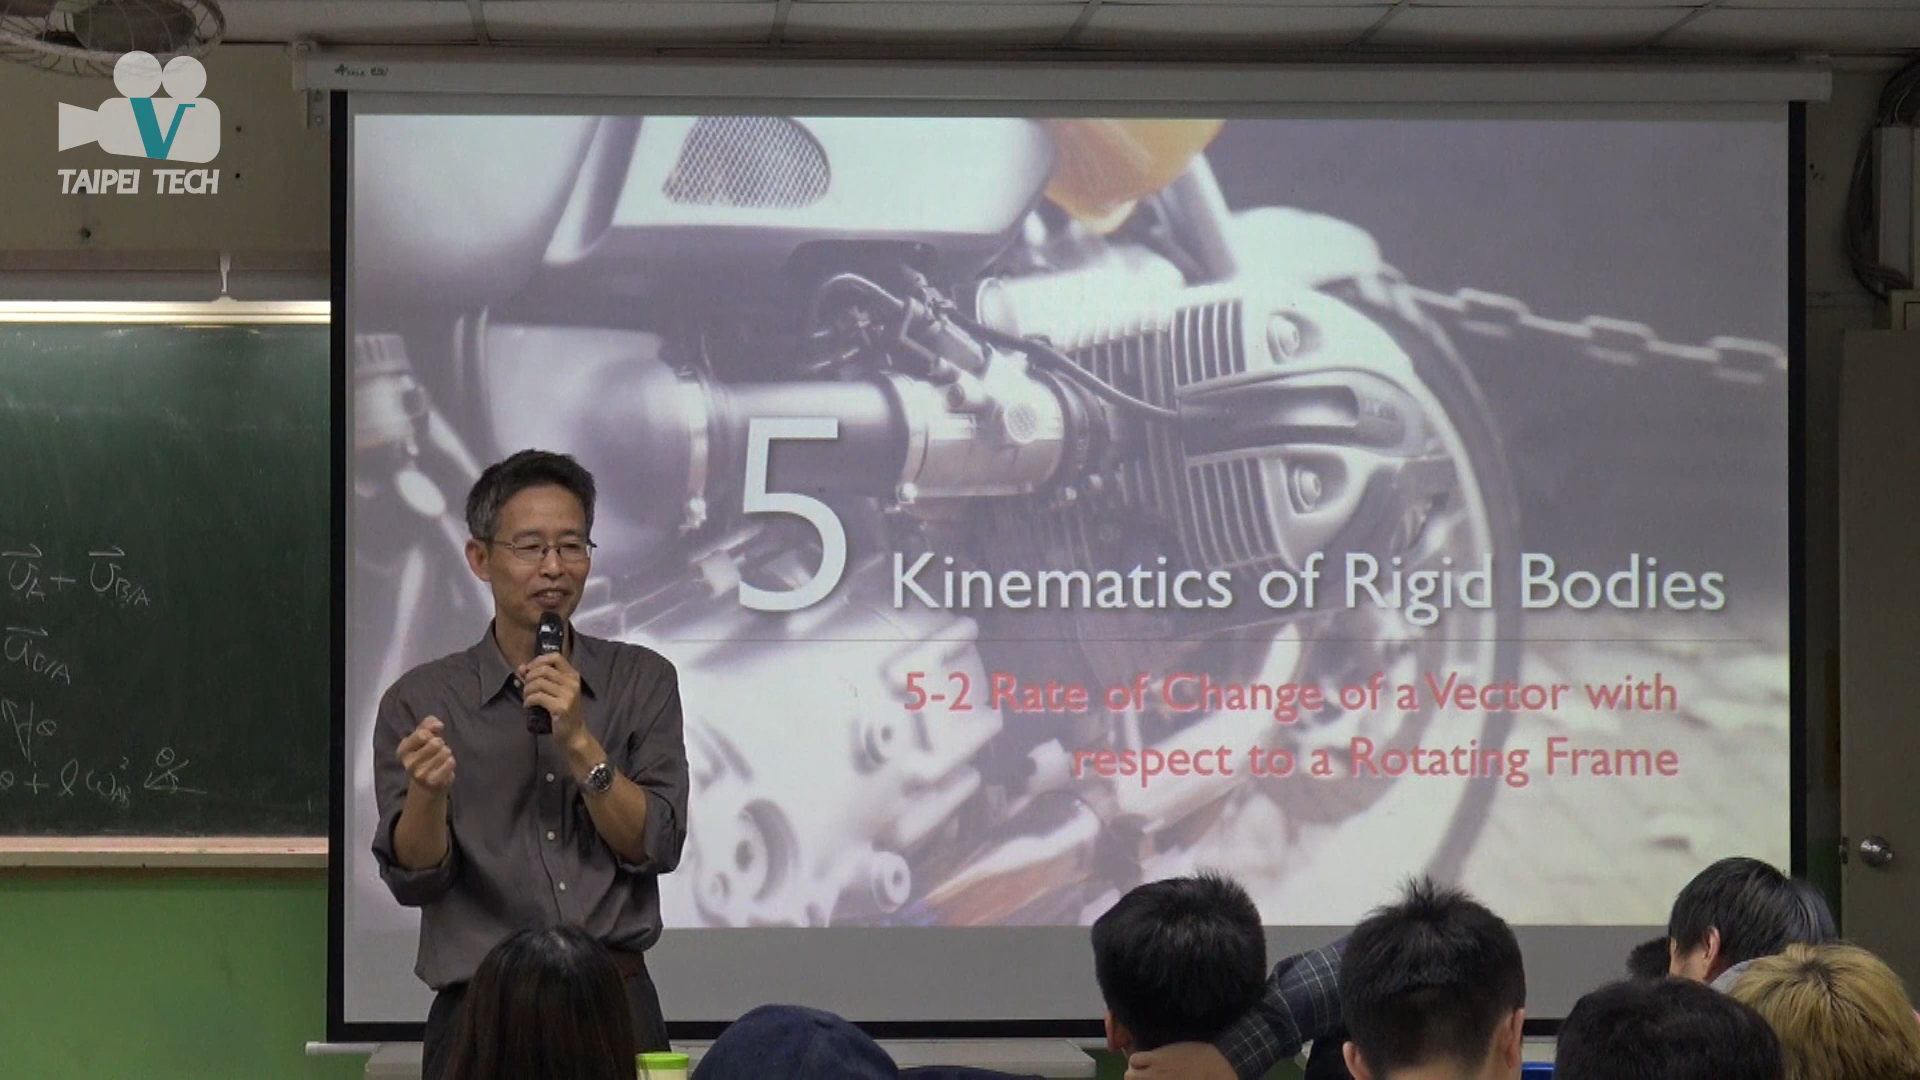 V
TAIPEI TECH
5 Kinematics of Rigid Bodies
5-2 Rate of Change of a Vector with
respect to a Rotating Frame